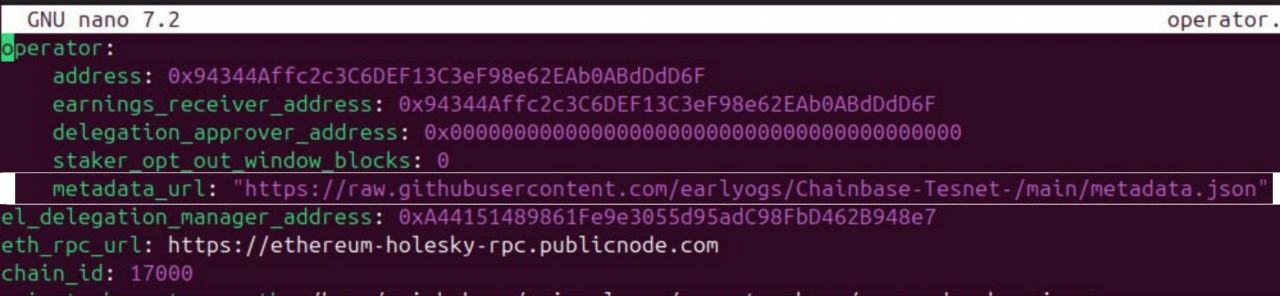 GNU nano 7.2 operator.
operator:
address: 0x94344Affc2c3C6DEF13C3eF98e62EAb0ABdDdD6F
earnings_receiver_address: 0x94344Affc2c3C6DEF13C3eF98e62EAb0ABdDdD6F
delegation_approver_address: 0x0000000000000000000000000000000000000000
staker_opt_out_window_blocks: 0
metadata_url: "https://raw.githubusercontent.com/earlyogs/Chainbase-Tesnet-/main/metadata.json"
el_delegation_manager_address: 0xA44151489861Fe9e3055d95adC98FbD462B948e7
eth_rpc_url: https://ethereum-holesky-rpc.publicnode.com
chain_id: 17000